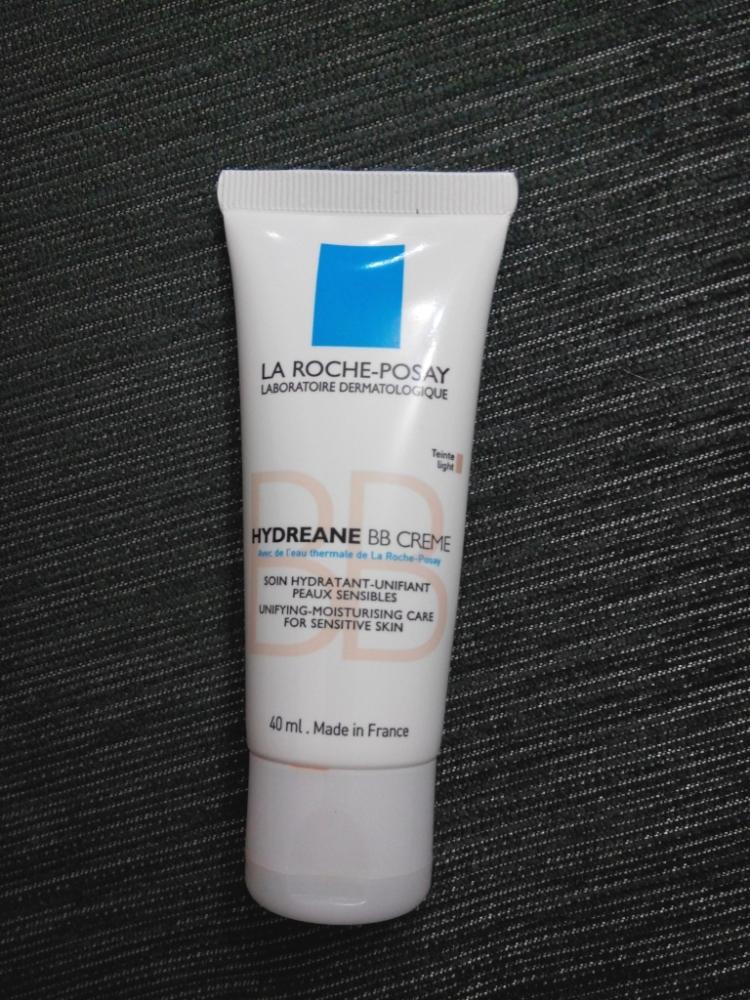 LA ROCHE-POSAY
LABORATOIRE DERMATOLOGIQUE
Teinte
light
BB
HYDREANE BB CREME
Avec de l'eau thermale de La Roche-Posay
SOIN HYDRATANT-UNIFIANT
PEAUX SENSIBLES
UNIFYING-MOISTURISING CARE
FOR SENSITIVE SKIN
40 ml . Made in France